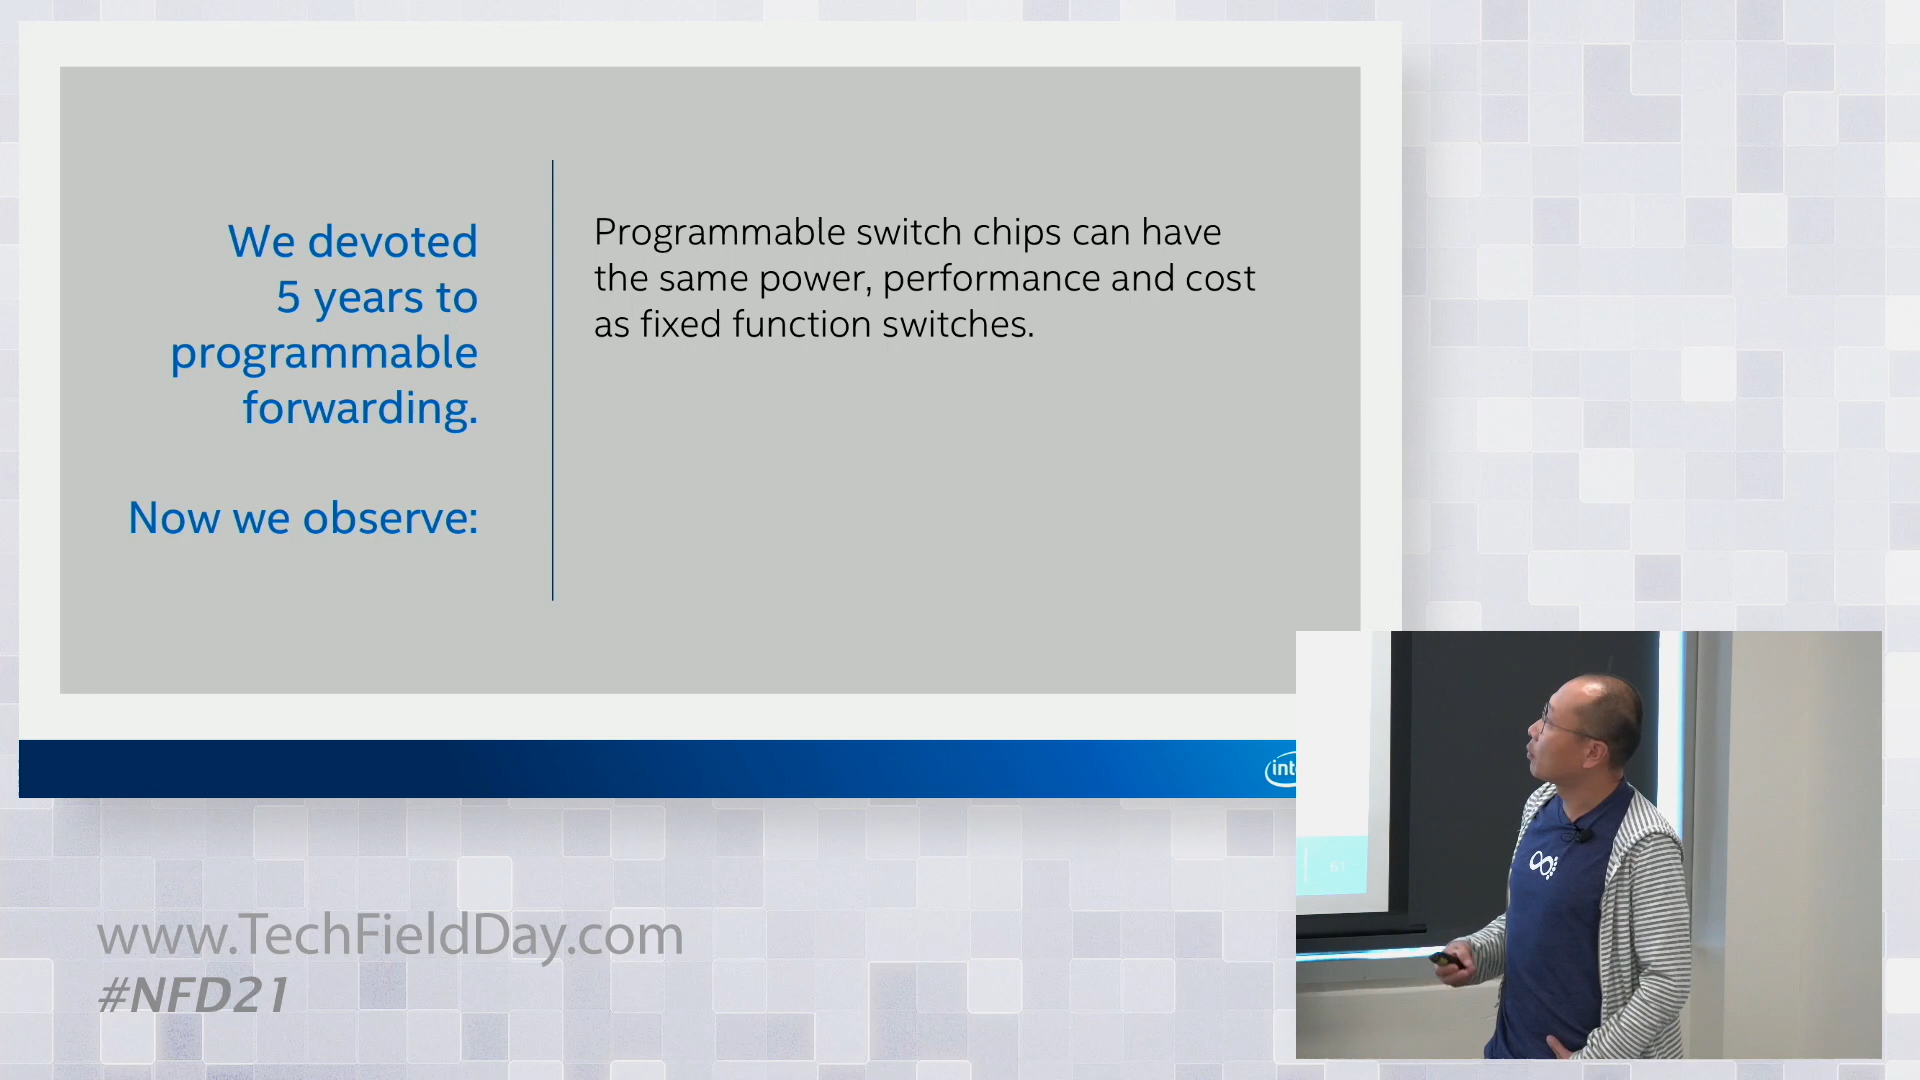 We devoted
5 years to
programmable
forwarding.
Now we observe:
Programmable switch chips can have
the same power, performance and cost
as fixed function switches.
61
www.TechFieldDay.com
#NFD21